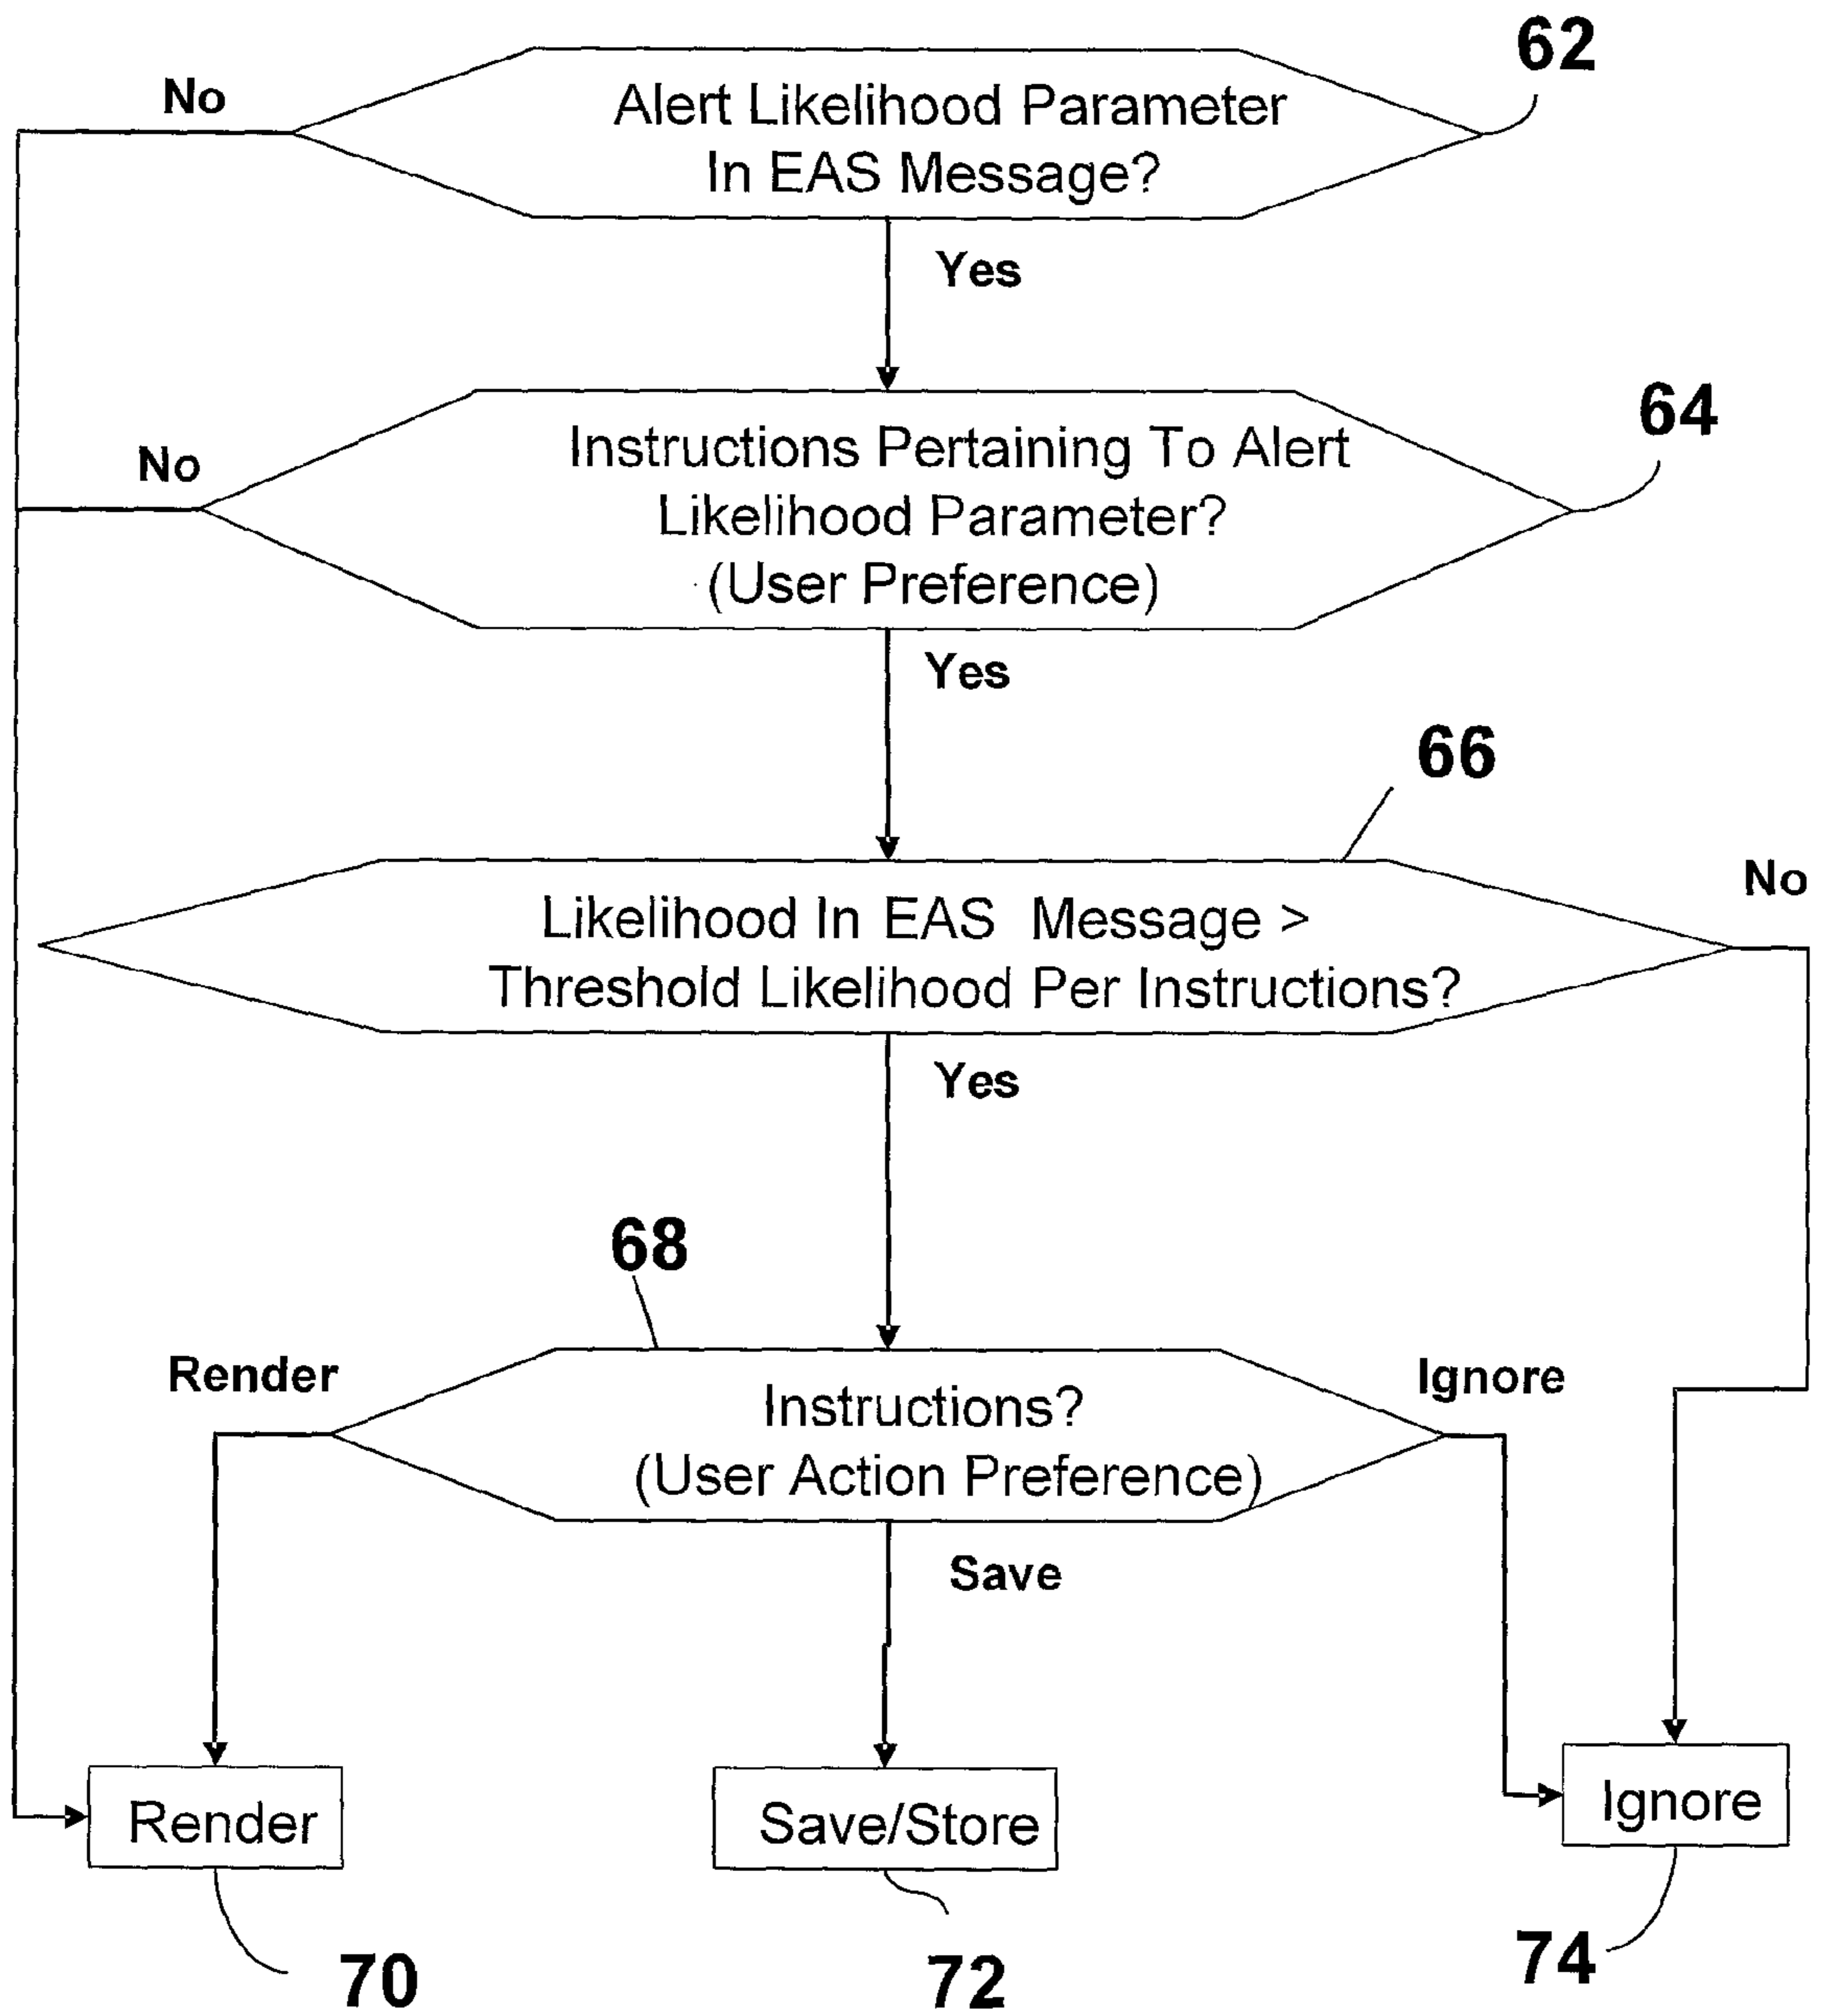 62
No
Alert Likelihood Parameter
In EAS Message?
Yes
64
No
Instructions Pertaining To Alert
Likelihood Parameter?
(User Preference)
Yes
66
No
Likelihood In EAS Message >
Threshold Likelihood Per Instructions?
Yes
68
Render
Ignore
Instructions?
(User Action Preference)
Save
Render
Save/Store
Ignore
70
72
74